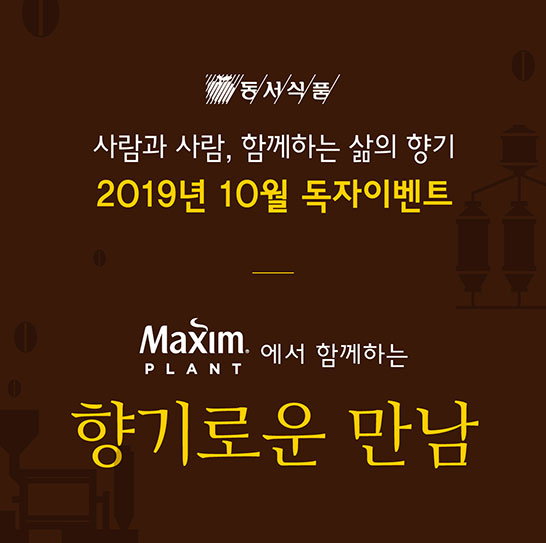 동서식품
사람과 사람, 함께하는 삶의 향기
2019년 10월 독자이벤트
Maxim® PLANT 에서 함께하는
향기로운 만남